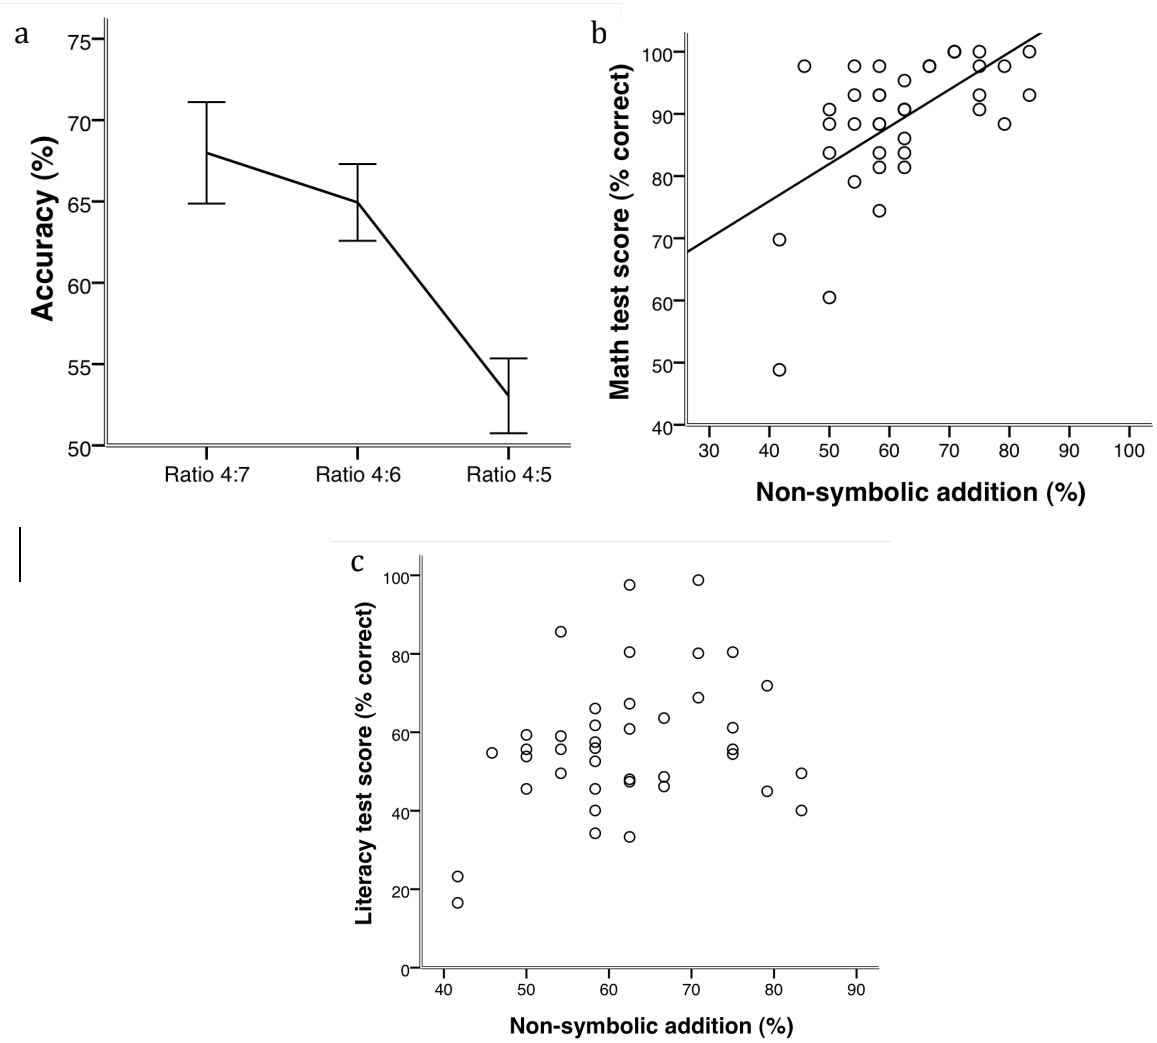 a
75
70
65
60
55
50
Accuracy (%)
Ratio 4:7
Ratio 4:6
Ratio 4:5
b
100
90
80
70
60
50
40
Math test score (% correct)
30 40 50 60 70 80 90 100
Non-symbolic addition (%)
c
100
80
60
40
20
0
Literacy test score (% correct)
40 50 60 70 80 90
Non-symbolic addition (%)